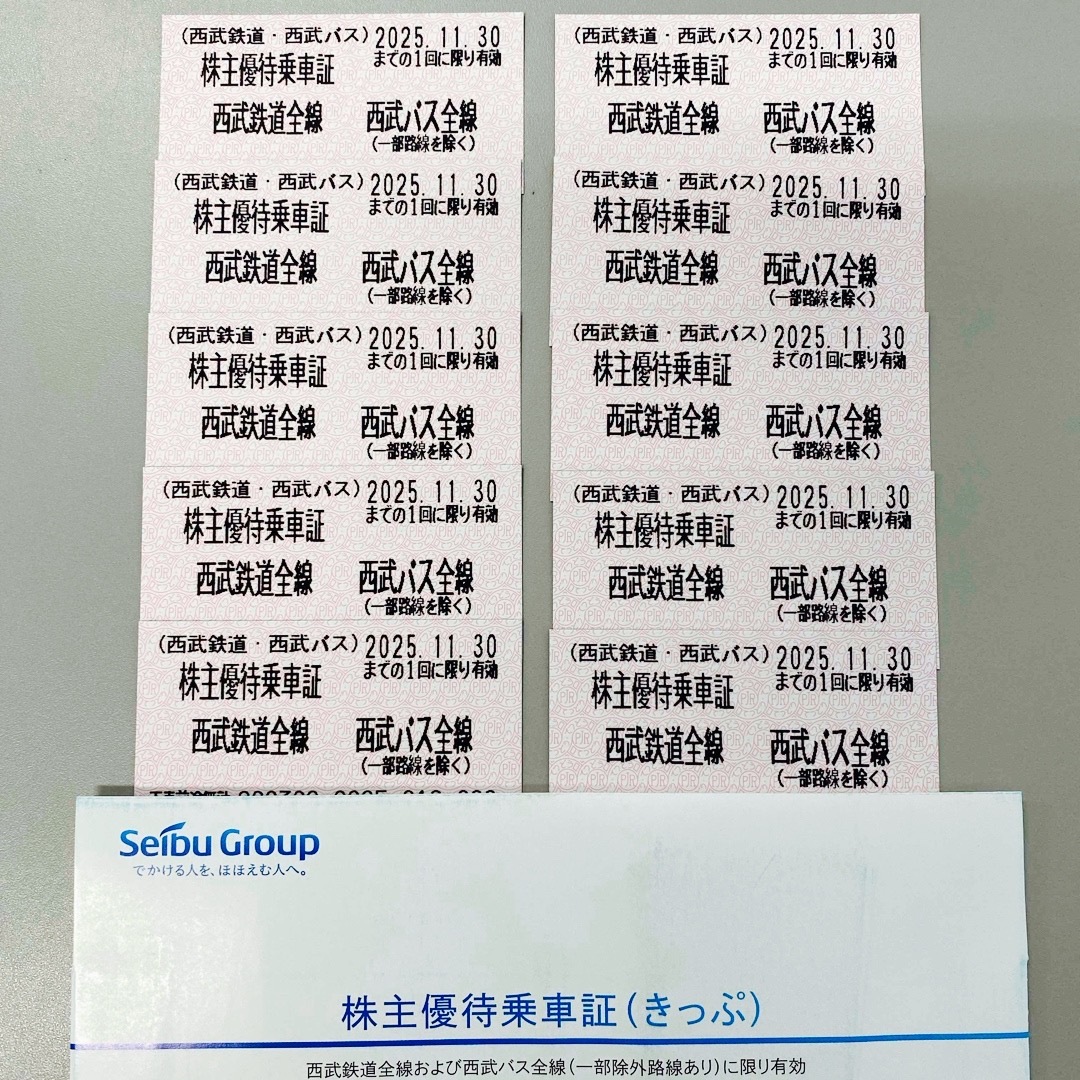 (西武鉄道・西武バス) 2025.11.30
株主優待乗車証 までの1回に限り有効
西武鉄道全線 西武バス全線
(一部路線を除く)
(西武鉄道・西武バス) 2025.11.30
株主優待乗車証 までの1回に限り有効
西武鉄道全線 西武バス全線
(一部路線を除く)
(西武鉄道・西武バス) 2025.11.30
株主優待乗車証 までの1回に限り有効
西武鉄道全線 西武バス全線
(一部路線を除く)
(西武鉄道・西武バス) 2025.11.30
株主優待乗車証 までの1回に限り有効
西武鉄道全線 西武バス全線
(一部路線を除く)
(西武鉄道・西武バス) 2025.11.30
株主優待乗車証 までの1回に限り有効
西武鉄道全線 西武バス全線
(一部路線を除く)
(西武鉄道・西武バス) 2025.11.30
株主優待乗車証 までの1回に限り有効
西武鉄道全線 西武バス全線
(一部路線を除く)
(西武鉄道・西武バス) 2025.11.30
株主優待乗車証 までの1回に限り有効
西武鉄道全線 西武バス全線
(一部路線を除く)
(西武鉄道・西武バス) 2025.11.30
株主優待乗車証 までの1回に限り有効
西武鉄道全線 西武バス全線
(一部路線を除く)
(西武鉄道・西武バス) 2025.11.30
株主優待乗車証 までの1回に限り有効
西武鉄道全線 西武バス全線
(一部路線を除く)
(西武鉄道・西武バス) 2025.11.30
株主優待乗車証 までの1回に限り有効
西武鉄道全線 西武バス全線
(一部路線を除く)
Seibu Group
でかける人を、ほほえむ人へ。
株主優待乗車証(きっぷ)
西武鉄道全線および西武バス全線(一部除外路線あり)に限り有効